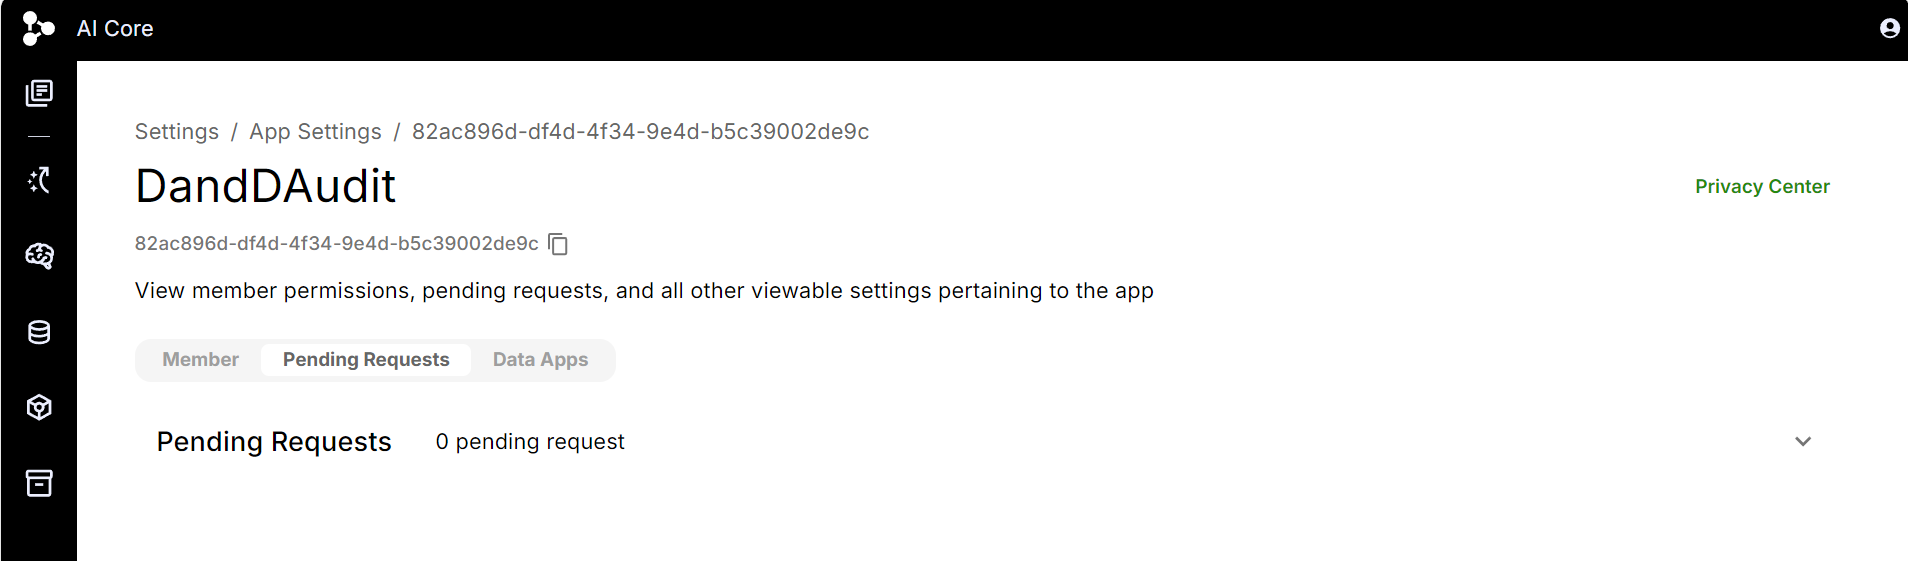 AI Core
Settings / App Settings / 82ac896d-df4d-4f34-9e4d-b5c39002de9c
DandDAudit
Privacy Center
82ac896d-df4d-4f34-9e4d-b5c39002de9c
View member permissions, pending requests, and all other viewable settings pertaining to the app
Member Pending Requests Data Apps
Pending Requests 0 pending request